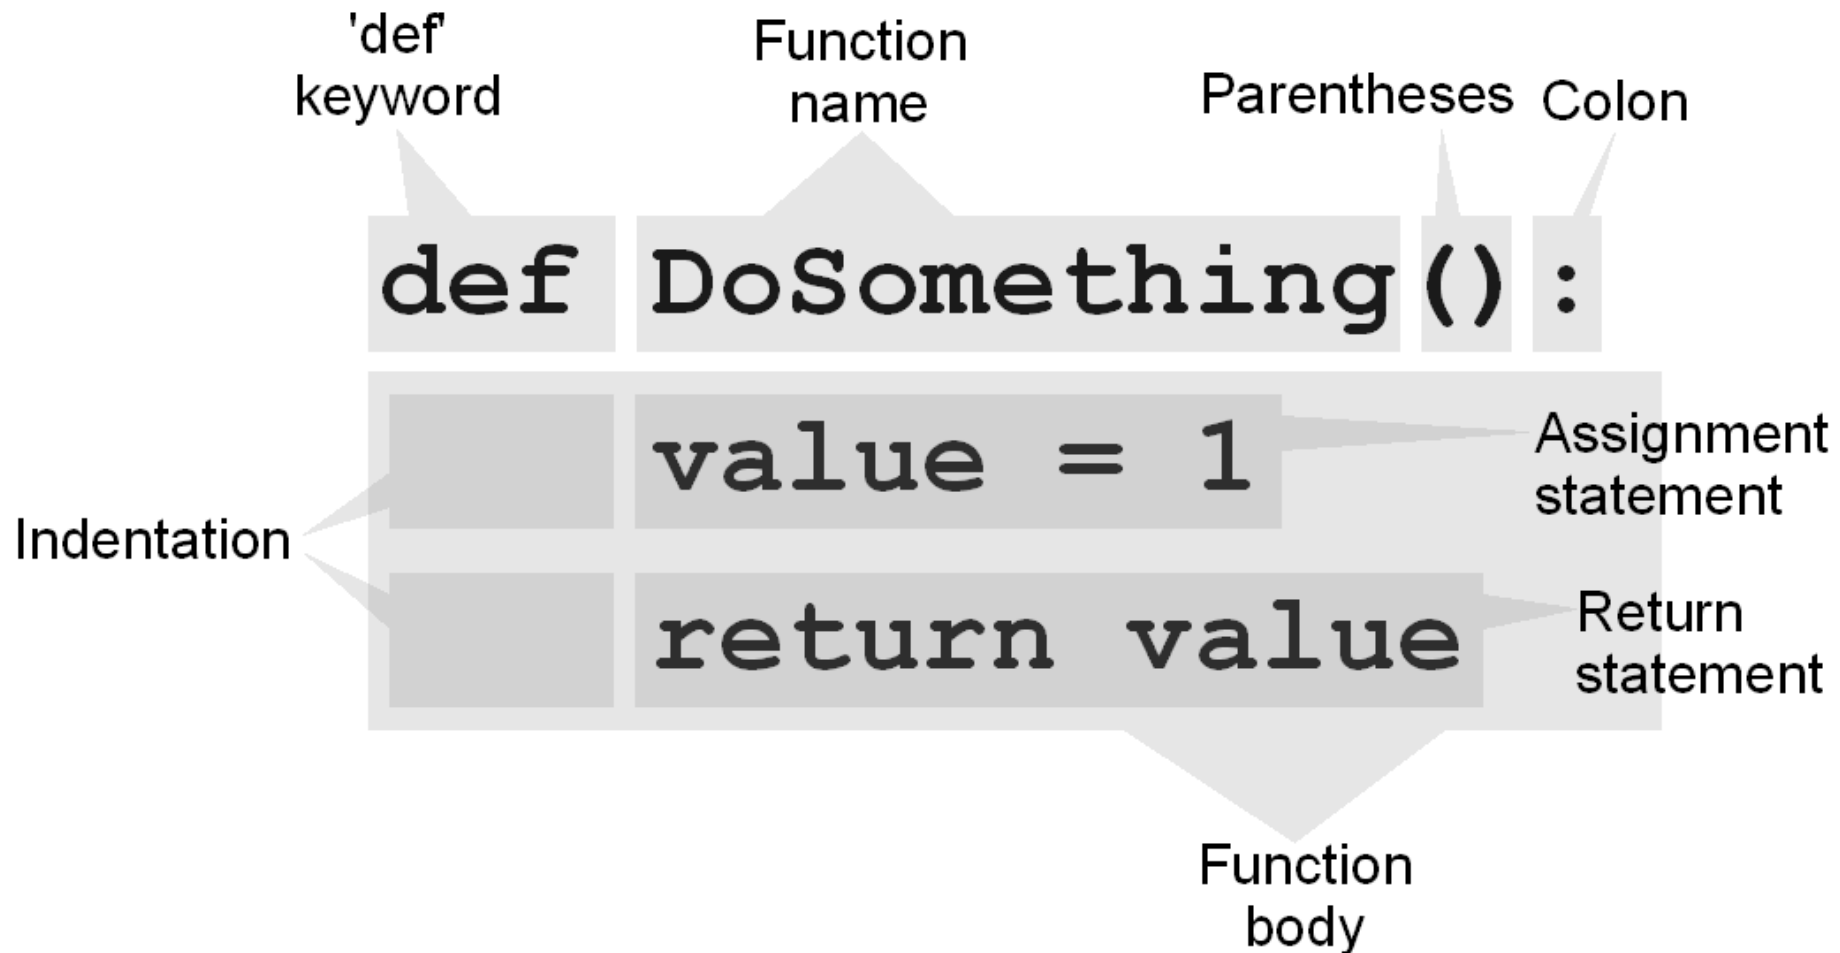 'def'
keyword
Function
name
Parentheses
Colon
def DoSomething():
value = 1
Assignment
statement
Indentation
return value
Return
statement
Function
body